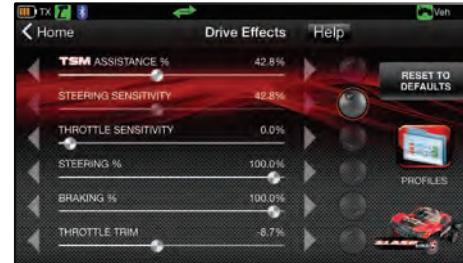 TX Veh
Home Drive Effects Help
TSM ASSISTANCE % 42.8%
RESET TO DEFAULTS
STEERING SENSITIVITY 42.8%
THROTTLE SENSITIVITY 0.0%
STEERING % 100.0%
PROFILES
BRAKING % 100.0%
THROTTLE TRIM -8.7%
SLASH